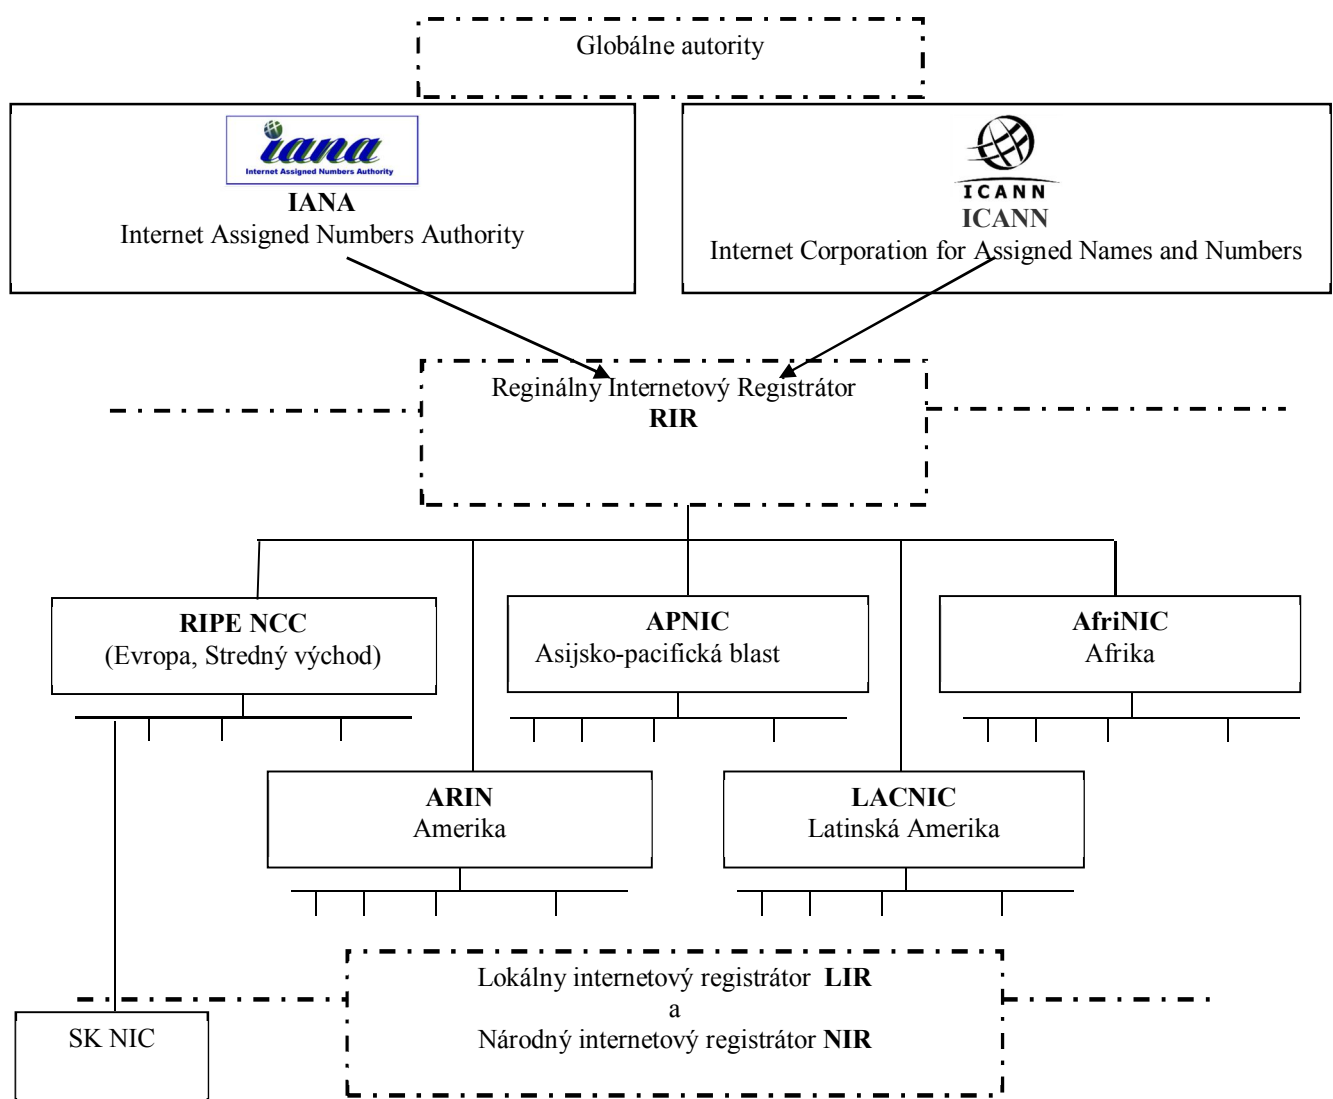 Globálne autority
iana
Internet Assigned Numbers Authority
IANA
Internet Assigned Numbers Authority
ICANN
ICANN
Internet Corporation for Assigned Names and Numbers
Reginálny Internetový Registrátor
RIR
RIPE NCC
(Evropa, Stredný východ)
APNIC
Asijsko-pacifická blast
AfriNIC
Afrika
ARIN
Amerika
LACNIC
Latinská Amerika
Lokálny internetový registrátor LIR
a
Národný internetový registrátor NIR
SK NIC